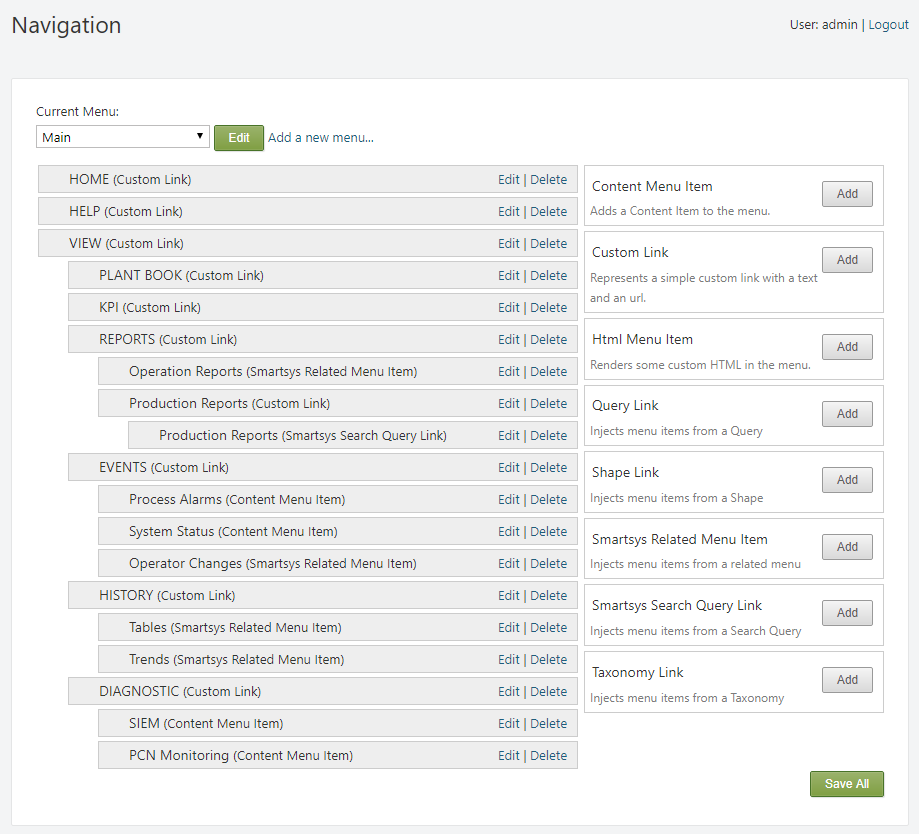 Navigation
User: admin | Logout
Current Menu:
Main
Edit
Add a new menu...
HOME (Custom Link) Edit | Delete
HELP (Custom Link) Edit | Delete
VIEW (Custom Link) Edit | Delete
PLANT BOOK (Custom Link) Edit | Delete
KPI (Custom Link) Edit | Delete
REPORTS (Custom Link) Edit | Delete
Operation Reports (Smartsys Related Menu Item) Edit | Delete
Production Reports (Custom Link) Edit | Delete
Production Reports (Smartsys Search Query Link) Edit | Delete
EVENTS (Custom Link) Edit | Delete
Process Alarms (Content Menu Item) Edit | Delete
System Status (Content Menu Item) Edit | Delete
Operator Changes (Smartsys Related Menu Item) Edit | Delete
HISTORY (Custom Link) Edit | Delete
Tables (Smartsys Related Menu Item) Edit | Delete
Trends (Smartsys Related Menu Item) Edit | Delete
DIAGNOSTIC (Custom Link) Edit | Delete
SIEM (Content Menu Item) Edit | Delete
PCN Monitoring (Content Menu Item) Edit | Delete
Content Menu Item
Add
Adds a Content Item to the menu.
Custom Link
Add
Represents a simple custom link with a text
and an url.
Html Menu Item
Add
Renders some custom HTML in the menu.
Query Link
Add
Injects menu items from a Query
Shape Link
Add
Injects menu items from a Shape
Smartsys Related Menu Item
Add
Injects menu items from a related menu
Smartsys Search Query Link
Add
Injects menu items from a Search Query
Taxonomy Link
Add
Injects menu items from a Taxonomy
Save All